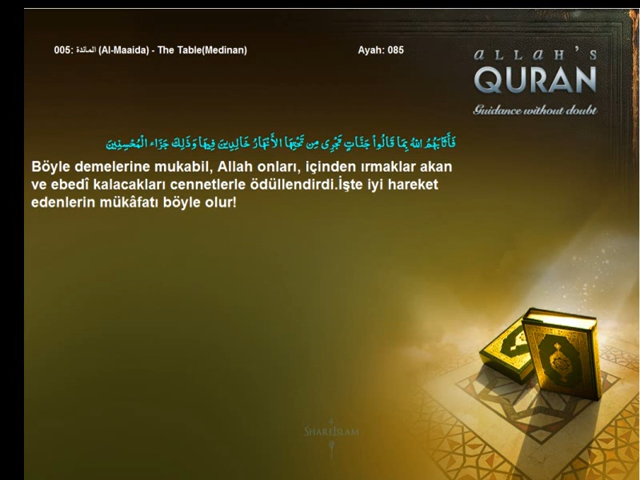 005: المائدة (Al-Maaida) - The Table(Medinan) Ayah: 085
ALLAH'S
QURAN
Guidance without doubt
فَأَثَابَهُمُ اللّهُ بِمَا قَالُواْ جَنَّاتٍ تَجْرِي مِن تَحْتِهَا الأَنْهَارُ خَالِدِينَ فِيهَا وَذَلِكَ جَزَاء الْمُحْسِنِينَ
Böyle demelerine mukabil, Allah onları, içinden ırmaklar akan
ve ebedî kalacakları cennetlerle ödüllendirdi.İşte iyi hareket
edenlerin mükâfatı böyle olur!
SHAREISLAM